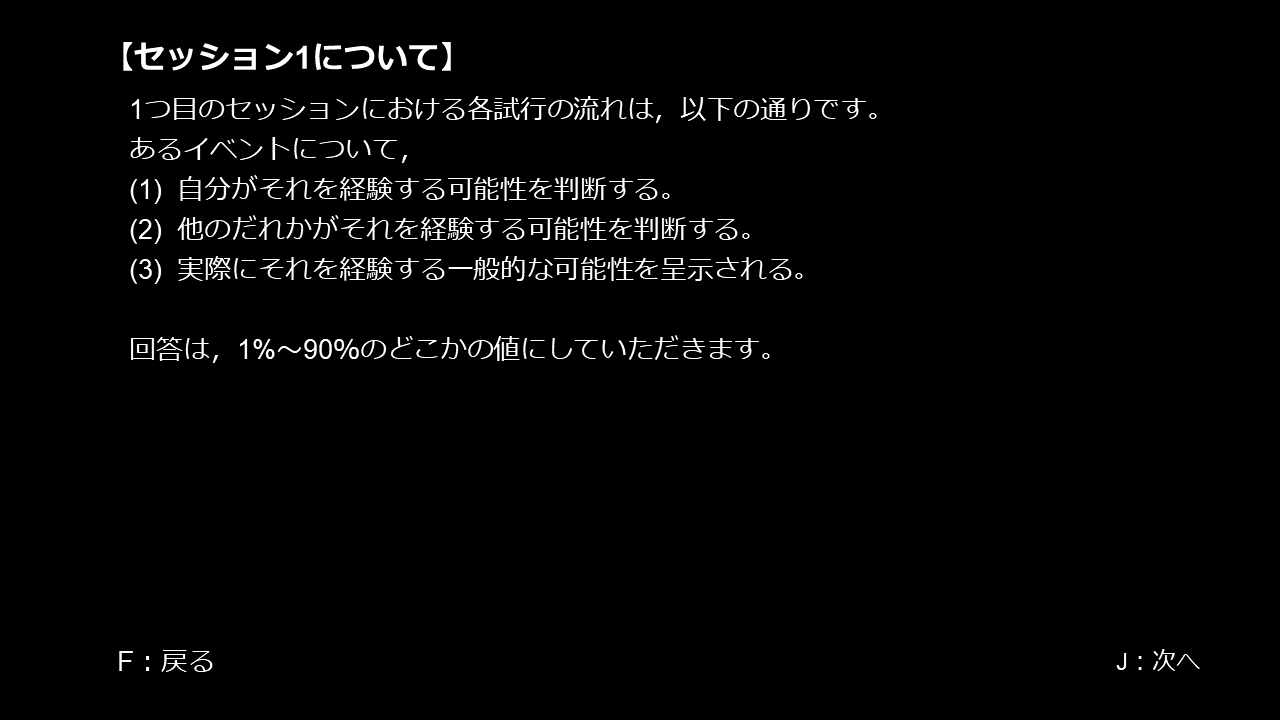 【セッション1について】
1つ目のセッションにおける各試行の流れは，以下の通りです。
あるイベントについて，
(1) 自分がそれを経験する可能性を判断する。
(2) 他のだれかがそれを経験する可能性を判断する。
(3) 実際にそれを経験する一般的な可能性を呈示される。
回答は，1%～90%のどこかの値にしていただきます。
F：戻る
J：次へ